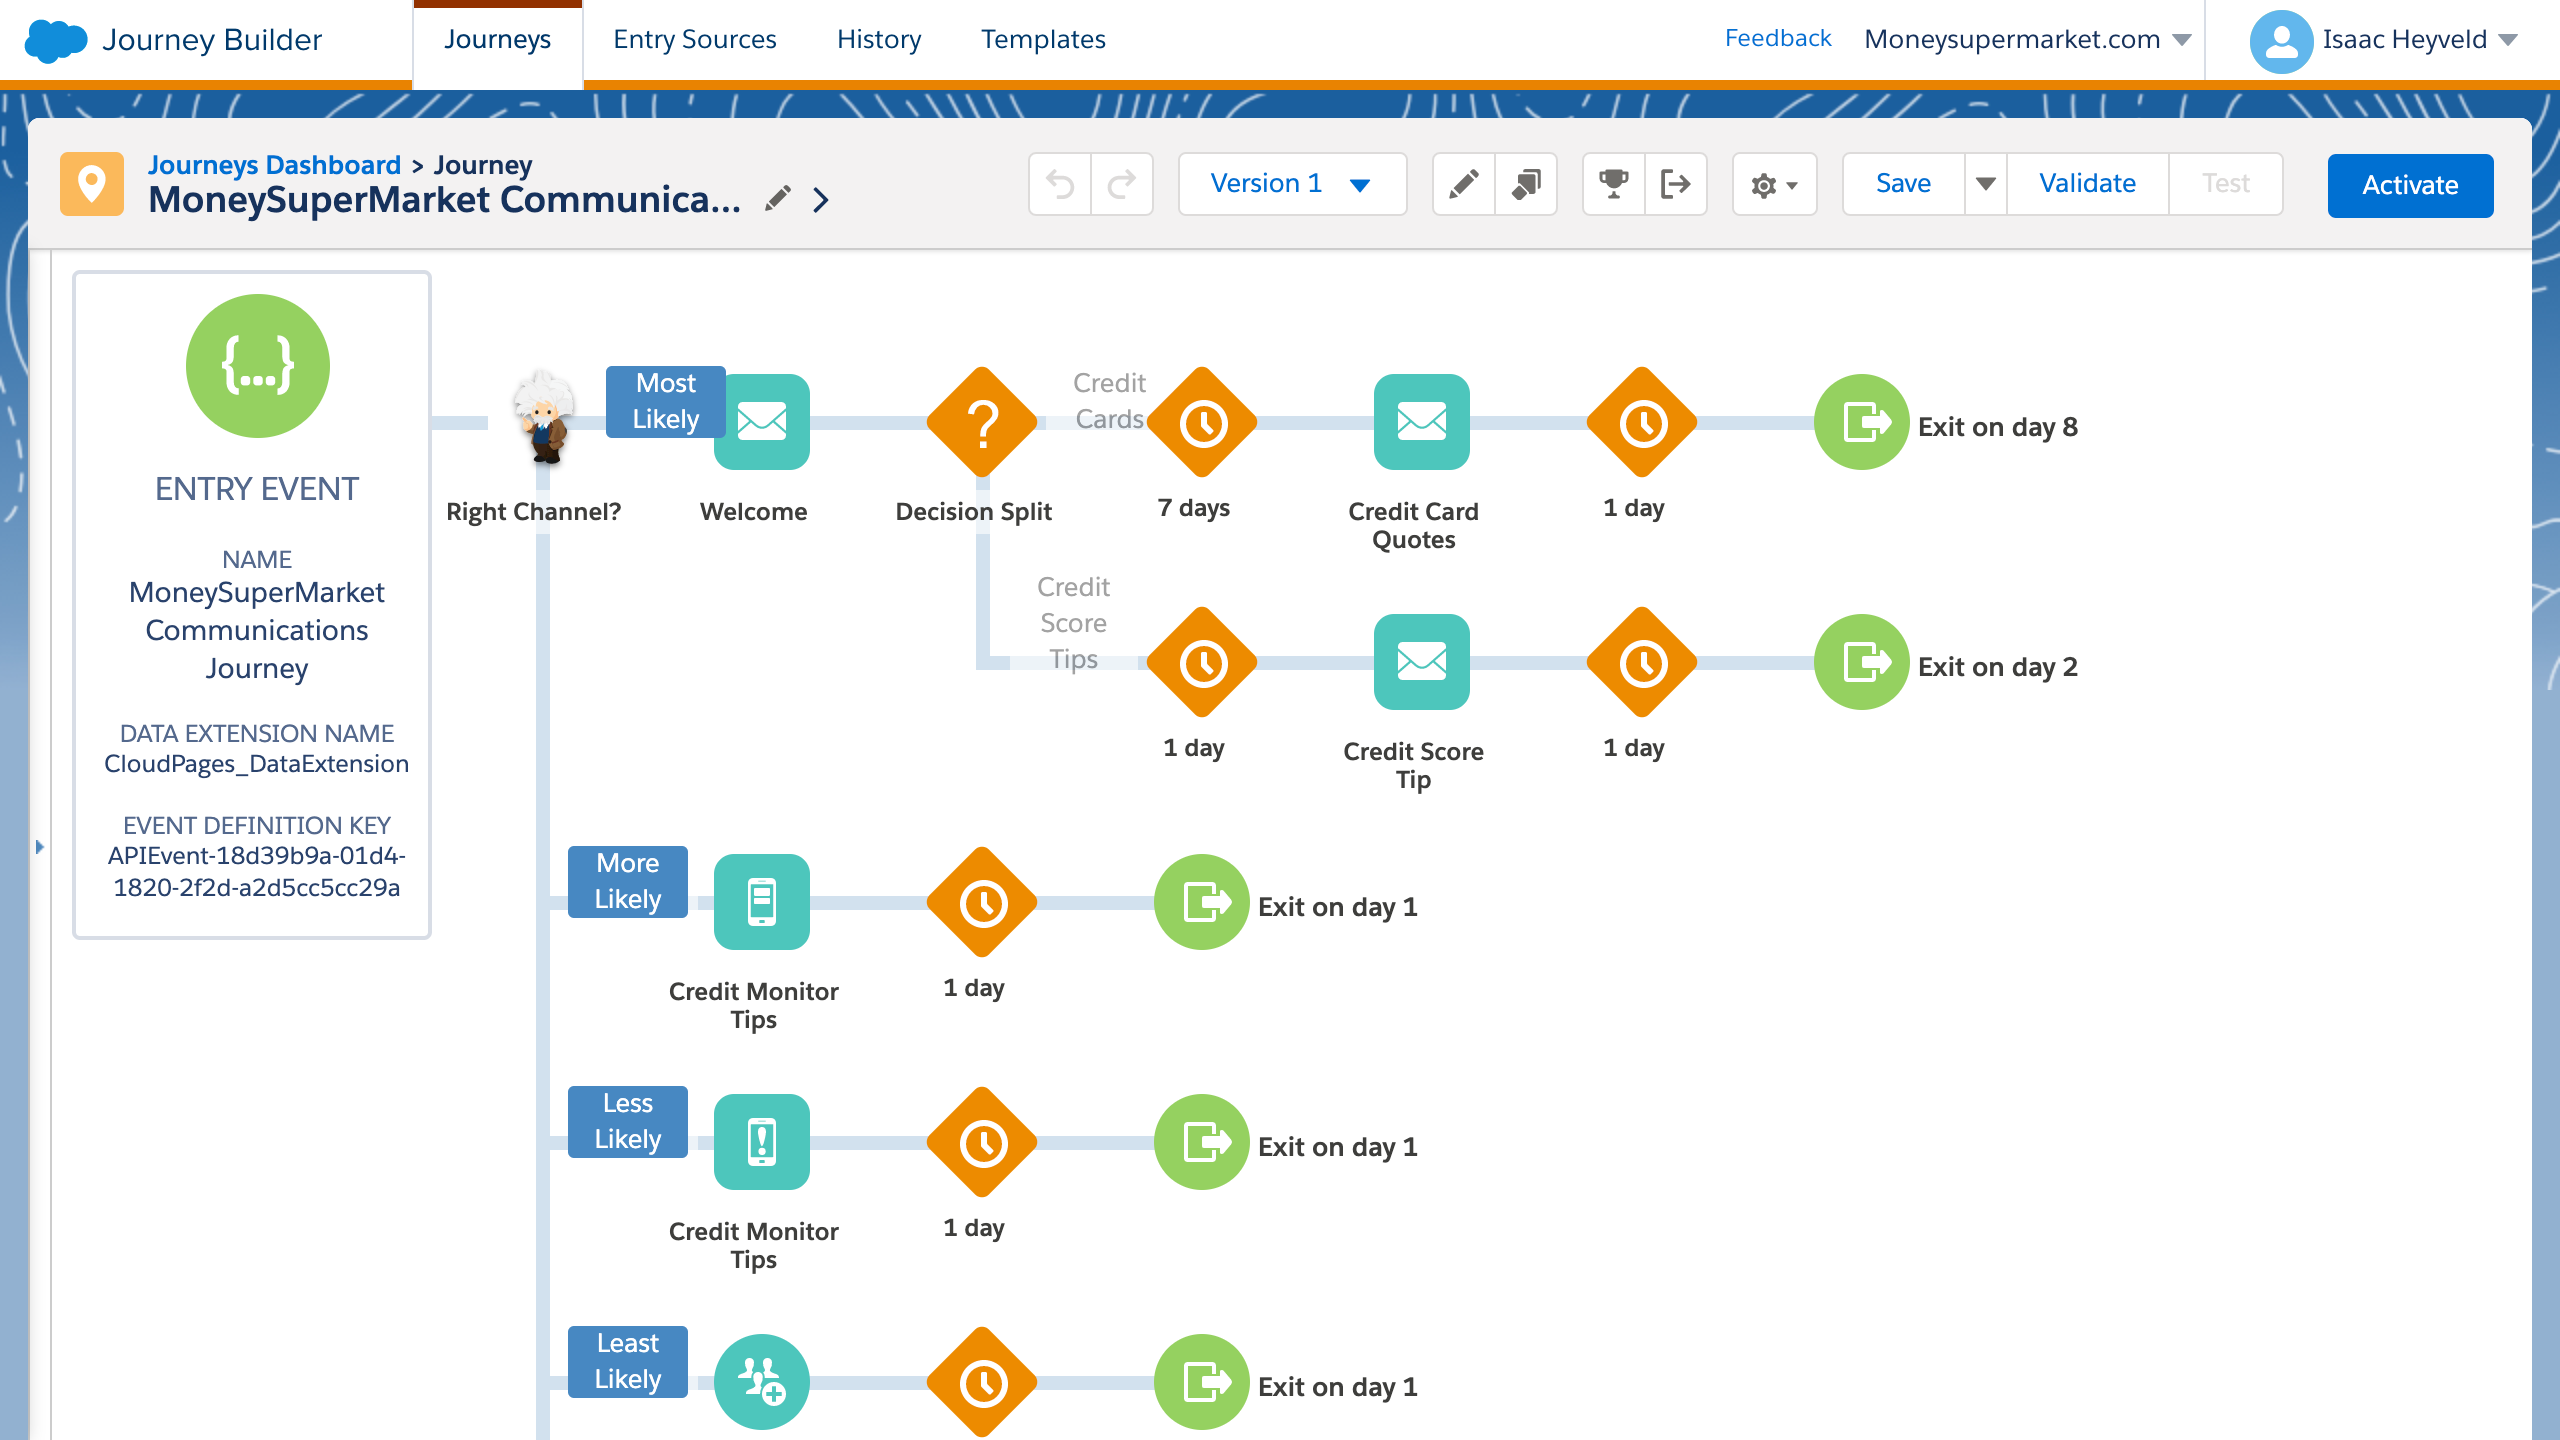 Journey Builder
Journeys
Entry Sources
History
Templates
Feedback
Moneysupermarket.com
Isaac Heyveld
Journeys Dashboard > Journey
MoneySuperMarket Communica...
Version 1
Save
Validate
Test
Activate
{...}
ENTRY EVENT
NAME
MoneySuperMarket
Communications
Journey
DATA EXTENSION NAME
CloudPages_DataExtension
EVENT DEFINITION KEY
APIEvent-18d39b9a-01d4-
1820-2f2d-a2d5cc5cc29a
Right Channel?
Most
Likely
Welcome
?
Decision Split
Credit
Cards
7 days
Credit Card
Quotes
1 day
Exit on day 8
Credit
Score
Tips
1 day
Credit Score
Tip
1 day
Exit on day 2
More
Likely
Credit Monitor
Tips
1 day
Exit on day 1
Less
Likely
Credit Monitor
Tips
1 day
Exit on day 1
Least
Likely
Exit on day 1